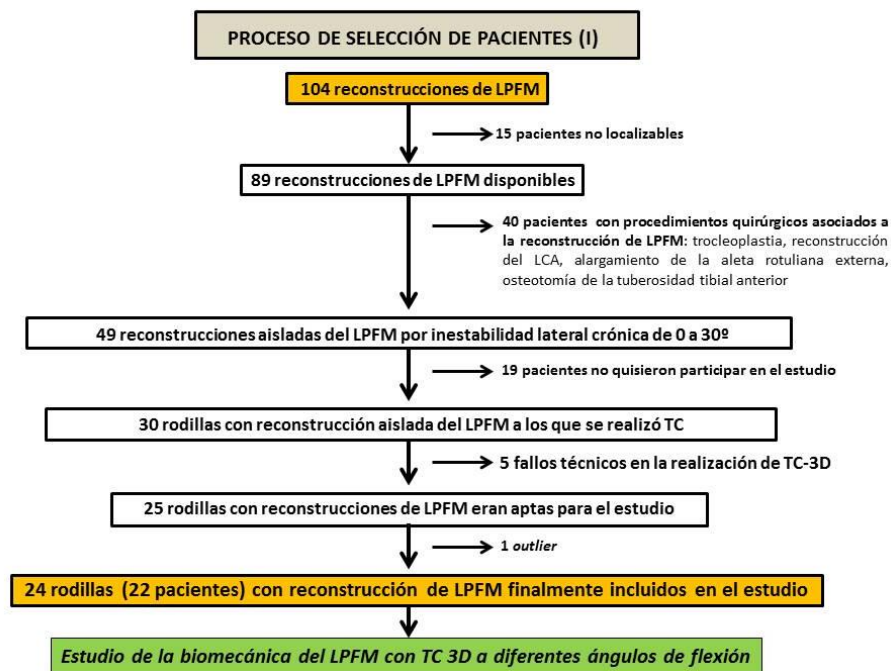 PROCESO DE SELECCIÓN DE PACIENTES (I)
104 reconstrucciones de LPFM
15 pacientes no localizables
89 reconstrucciones de LPFM disponibles
40 pacientes con procedimientos quirúrgicos asociados a
la reconstrucción de LPFM: trocleoplastia, reconstrucción
del LCA, alargamiento de la aleta rotuliana externa,
osteotomía de la tuberosidad tibial anterior
49 reconstrucciones aisladas del LPFM por inestabilidad lateral crónica de 0 a 30º
19 pacientes no quisieron participar en el estudio
30 rodillas con reconstrucción aislada del LPFM a los que se realizó TC
5 fallos técnicos en la realización de TC-3D
25 rodillas con reconstrucciones de LPFM eran aptas para el estudio
1 outlier
24 rodillas (22 pacientes) con reconstrucción de LPFM finalmente incluidos en el estudio
Estudio de la biomecánica del LPFM con TC 3D a diferentes ángulos de flexión